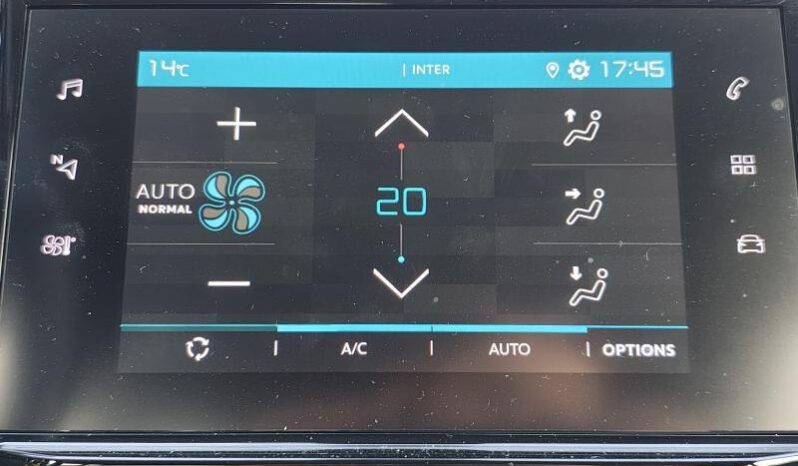 14°C | INTER 17:45
N
AUTO
NORMAL
20
| A/C | AUTO | OPTIONS